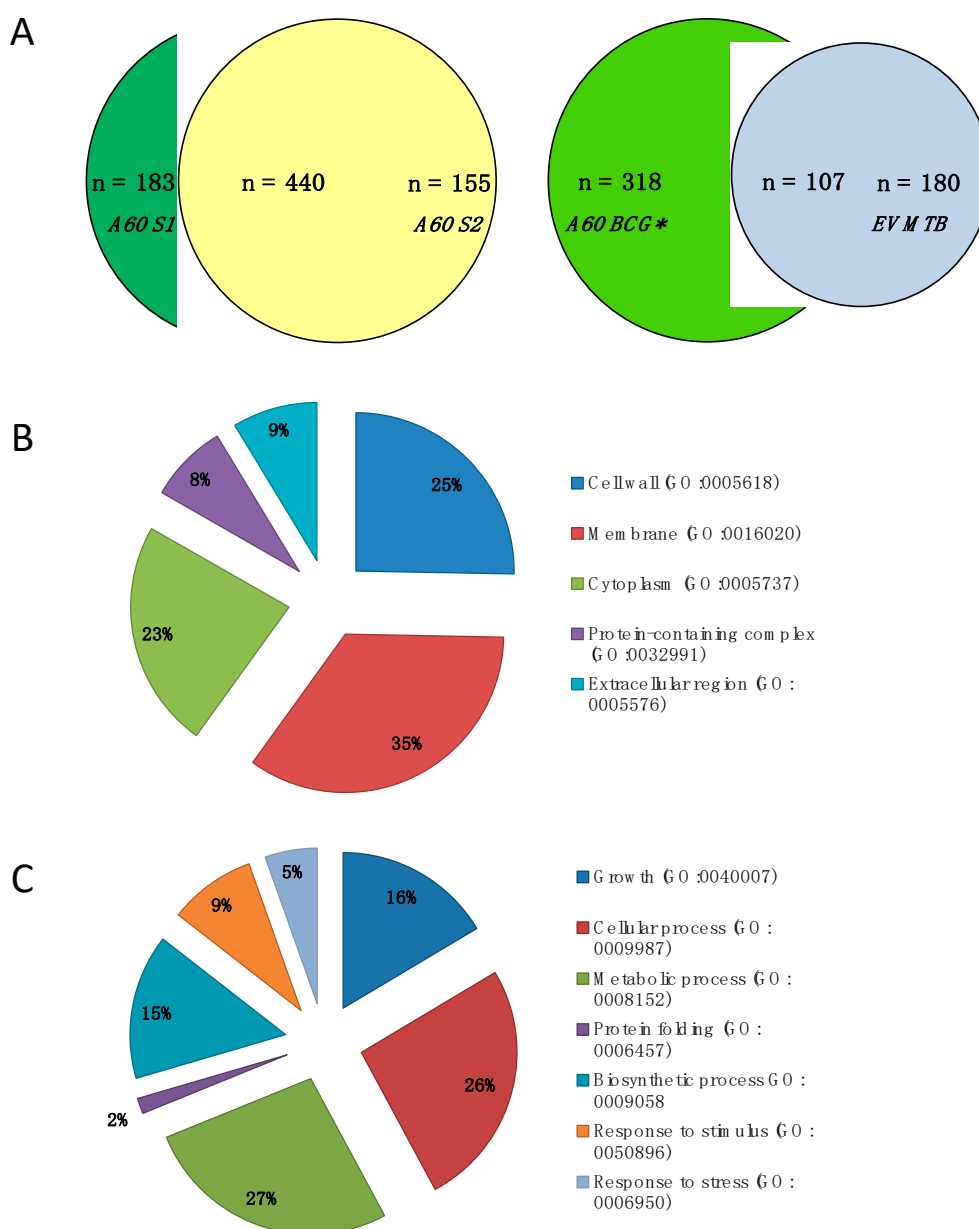 A
n = 183
n = 440
n = 155
A60 S1
A60 S2
n = 318
n = 107
n = 180
A60 BCG*
EV MTB
B
9%
8%
25%
23%
35%
Cell wall (GO:0005618)
Membrane (GO:0016020)
Cytoplasm (GO:0005737)
Protein-containing complex
(GO:0032991)
Extracellular region (GO:
0005576)
C
5%
9%
16%
15%
26%
2%
27%
Growth (GO:0040007)
Cellular process (GO:
0009987)
Metabolic process (GO:
0008152)
Protein folding (GO:
0006457)
Biosynthetic process GO:
0009058
Response to stimulus (GO:
0050896)
Response to stress (GO:
0006950)